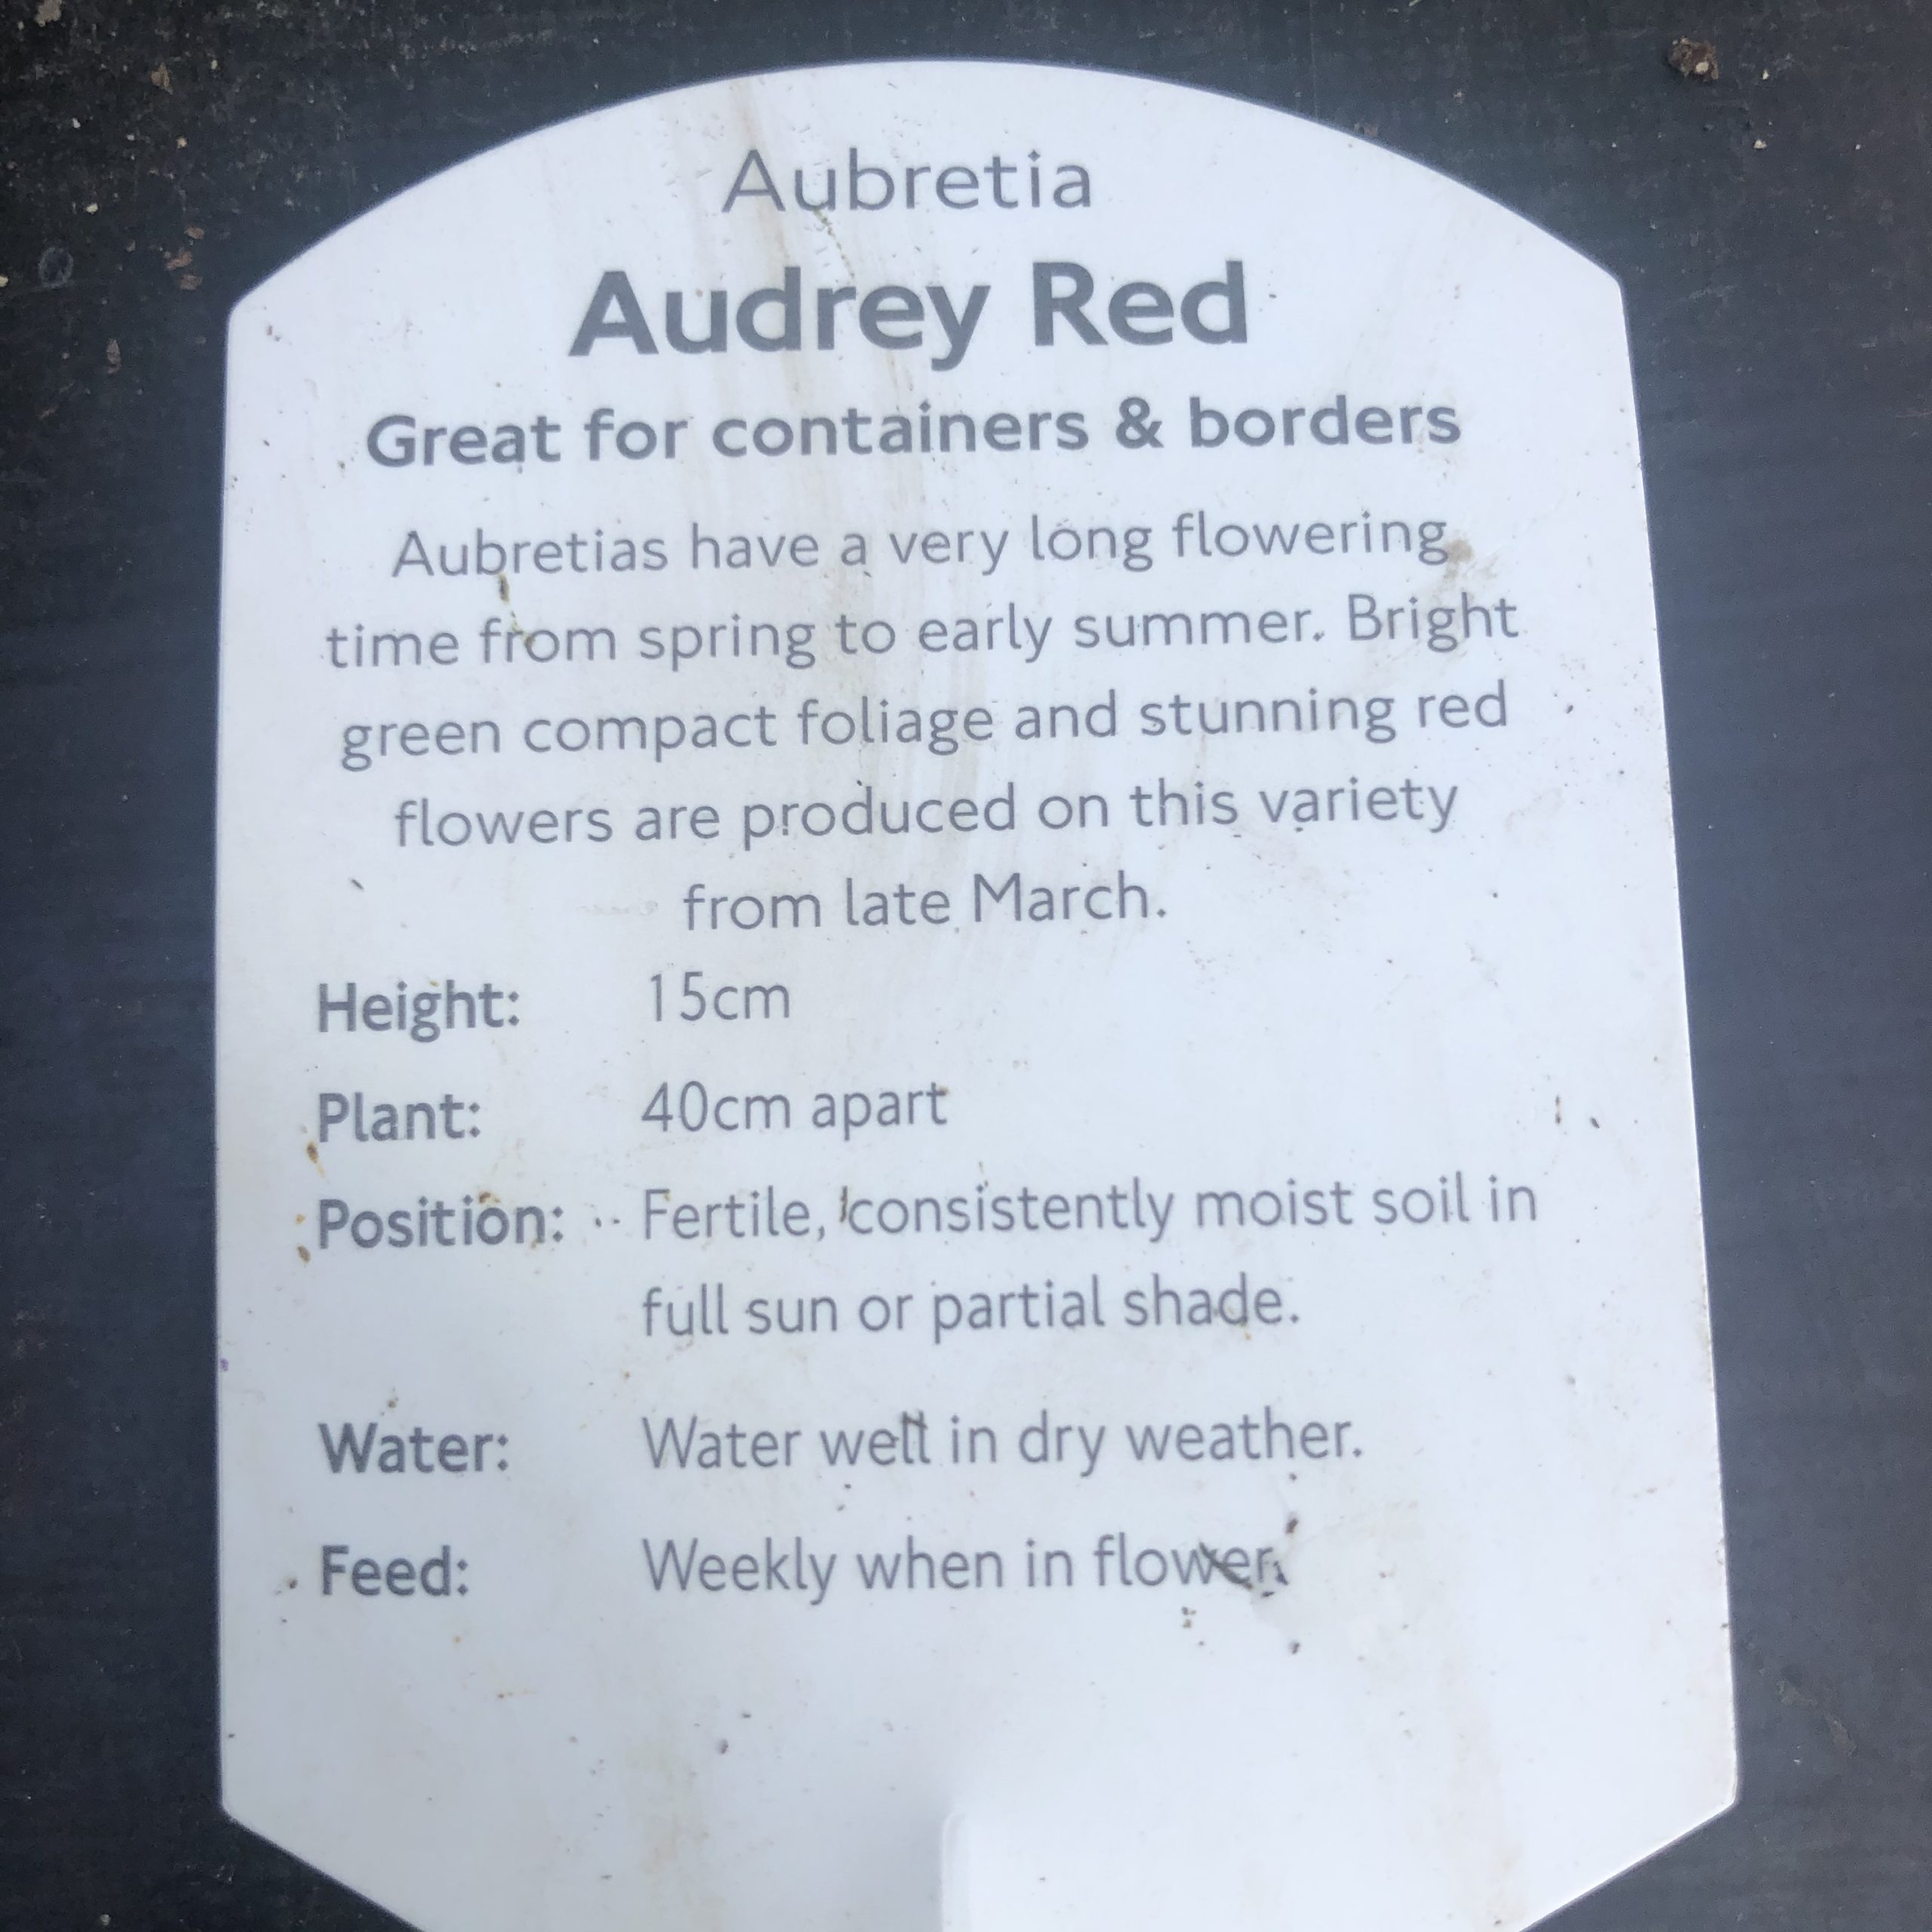 Aubretia
Audrey Red
Great for containers & borders
Aubretias have a very long flowering
time from spring to early summer. Bright
green compact foliage and stunning red
flowers are produced on this variety
from late March.
Height: 15cm
Plant: 40cm apart
Position: Fertile, consistently moist soil in
full sun or partial shade.
Water: Water well in dry weather.
Feed: Weekly when in flower.